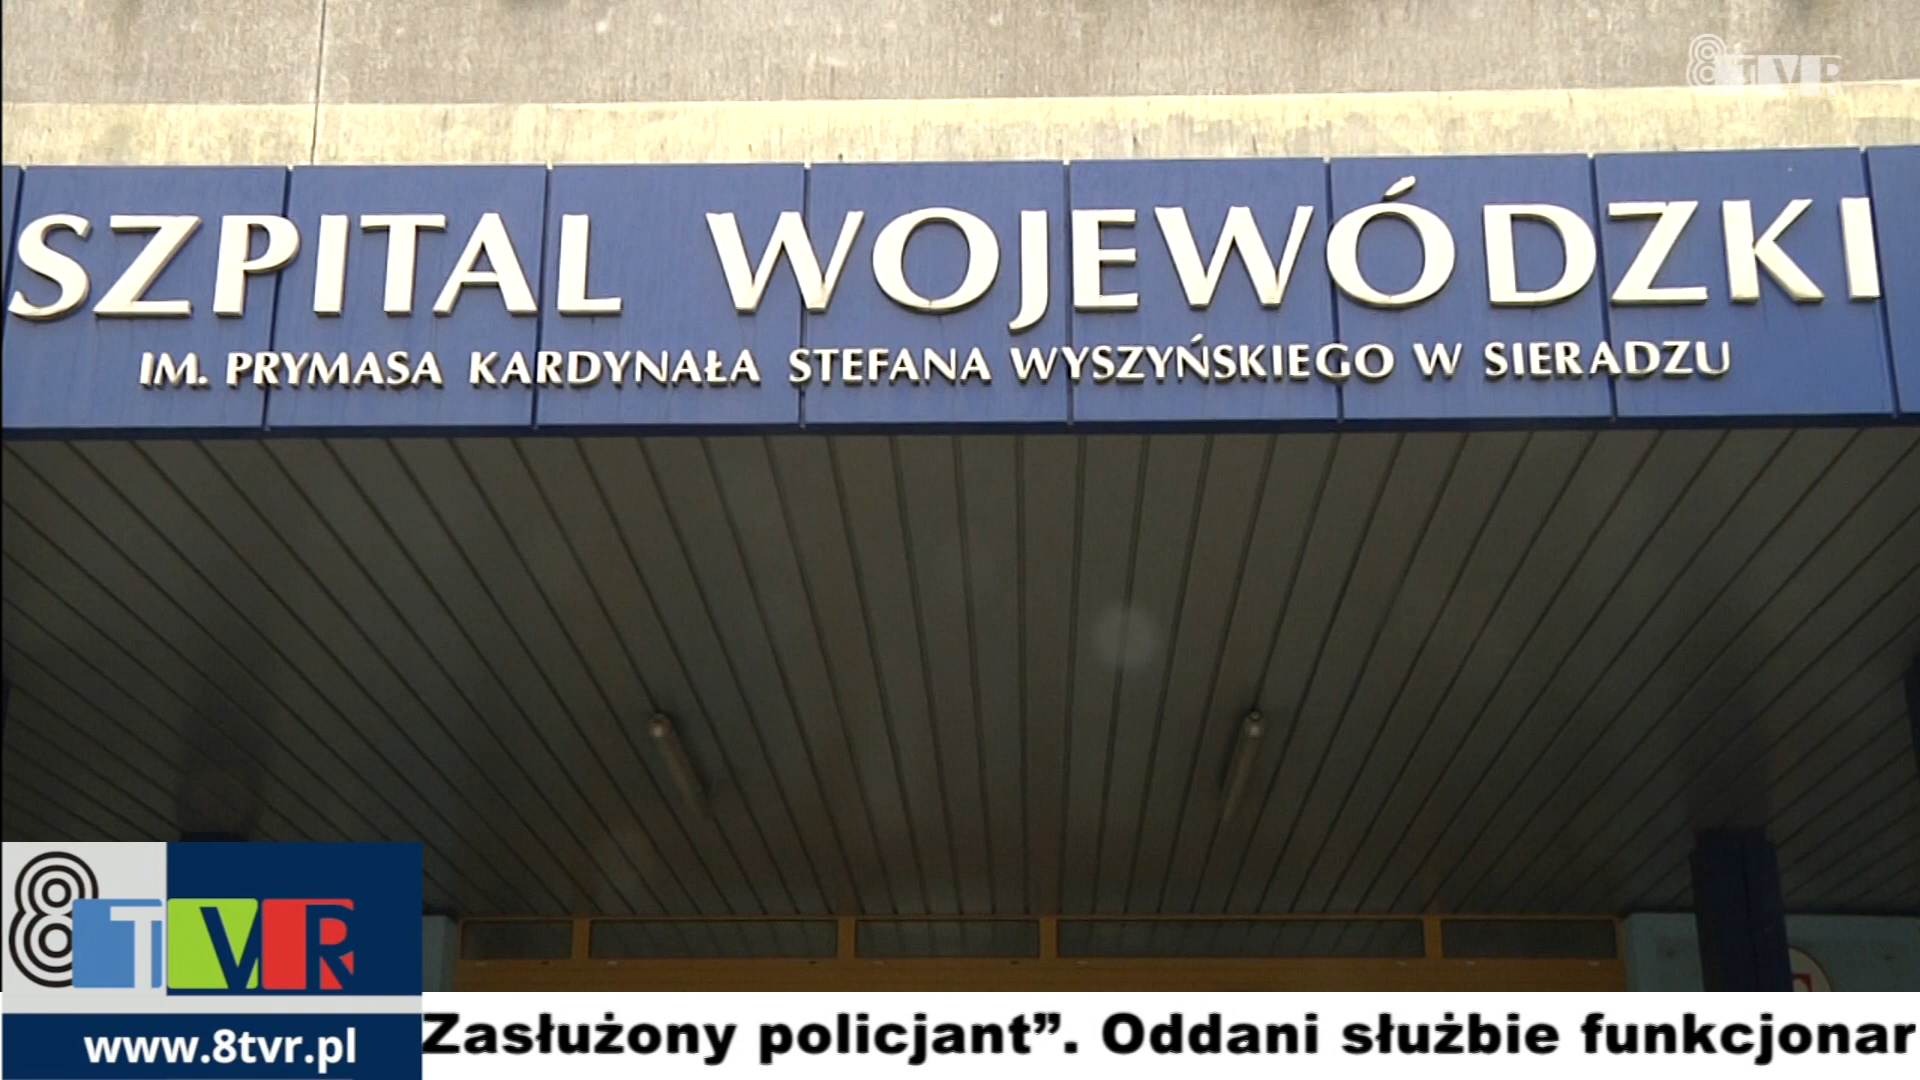 8TVR
SZPITAL WOJEWÓDZKI
IM. PRYMASA KARDYNAŁA STEFANA WYSZYŃSKIEGO W SIERADZU
8TVR
www.8tvr.pl
Zasłużony policjant”. Oddani służbie funkcjonar